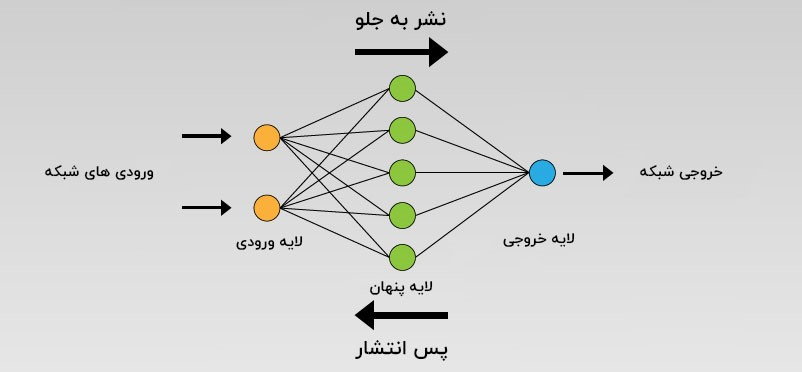 نشر به جلو
ورودی های شبکه
خروجی شبکه
لایه ورودی
لایه خروجی
لایه پنهان
پس انتشار